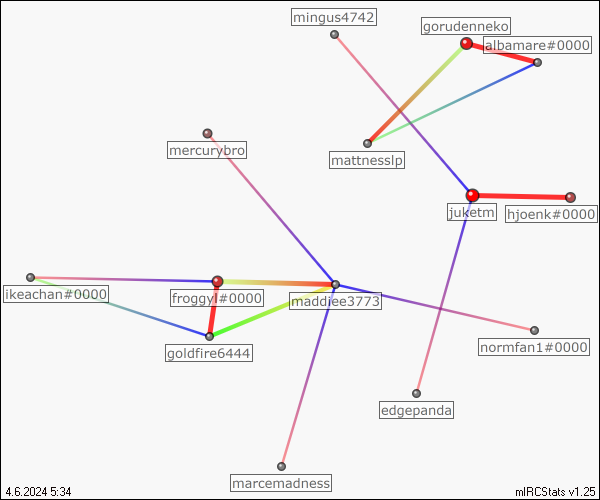 mingus4742
gorudenneko
albamare#0000
mercurybro
mattnesslp
juketm
hjoenk#0000
ikeachan#0000
froggyl#0000
maddiee3773
goldfire6444
normfan1#0000
edgepanda
marcemadness
4.6.2024 5:34
mIRCStats v1.25